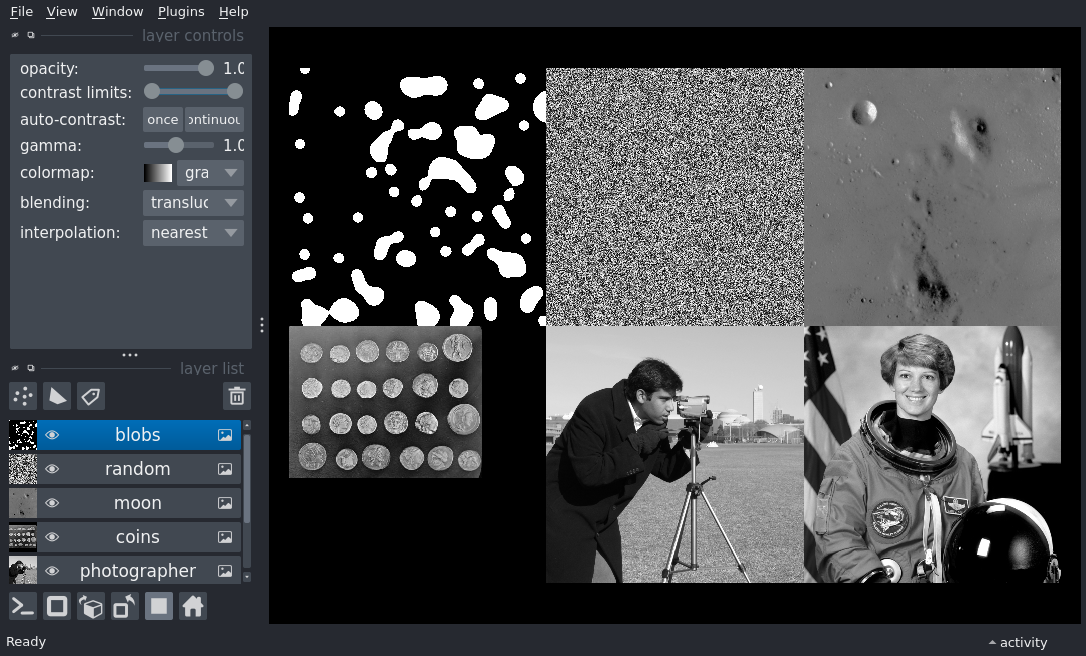 File View Window Plugins Help
layer controls
opacity: 1.0
contrast limits:
auto-contrast: once ontinuou
gamma: 1.0
colormap: gra
blending: transluc
interpolation: nearest
layer list
blobs
random
moon
coins
photographer
Ready
activity